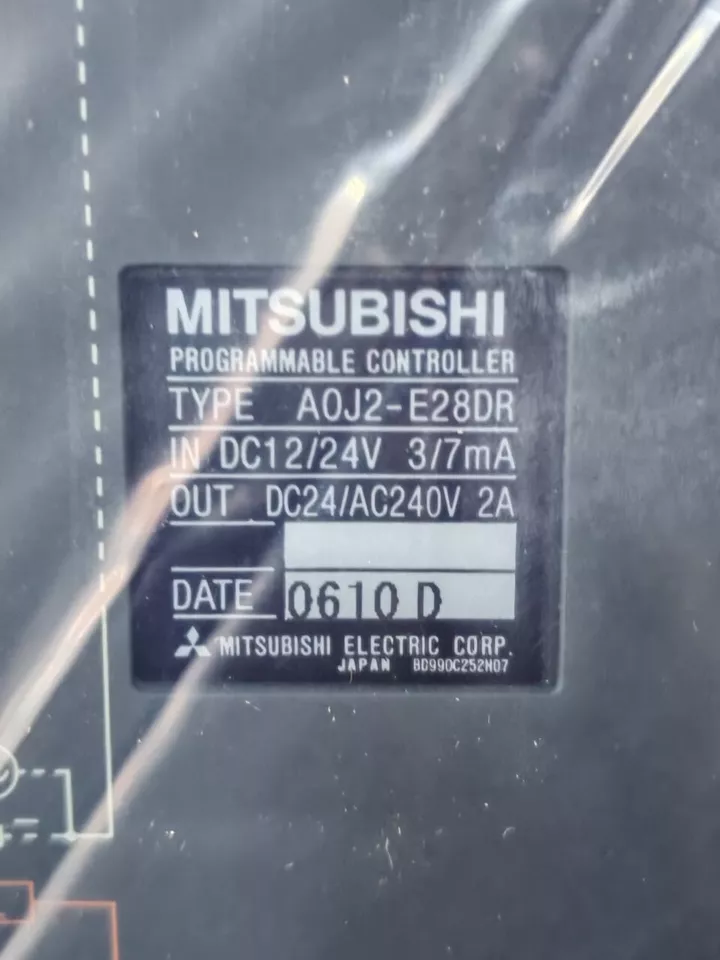 MITSUBISHI
PROGRAMMABLE CONTROLLER
TYPE A0J2-E28DR
IN DC12/24V 3/7mA
OUT DC24/AC240V 2A
DATE 0610 D
MITSUBISHI ELECTRIC CORP.
JAPAN BD990C252H07